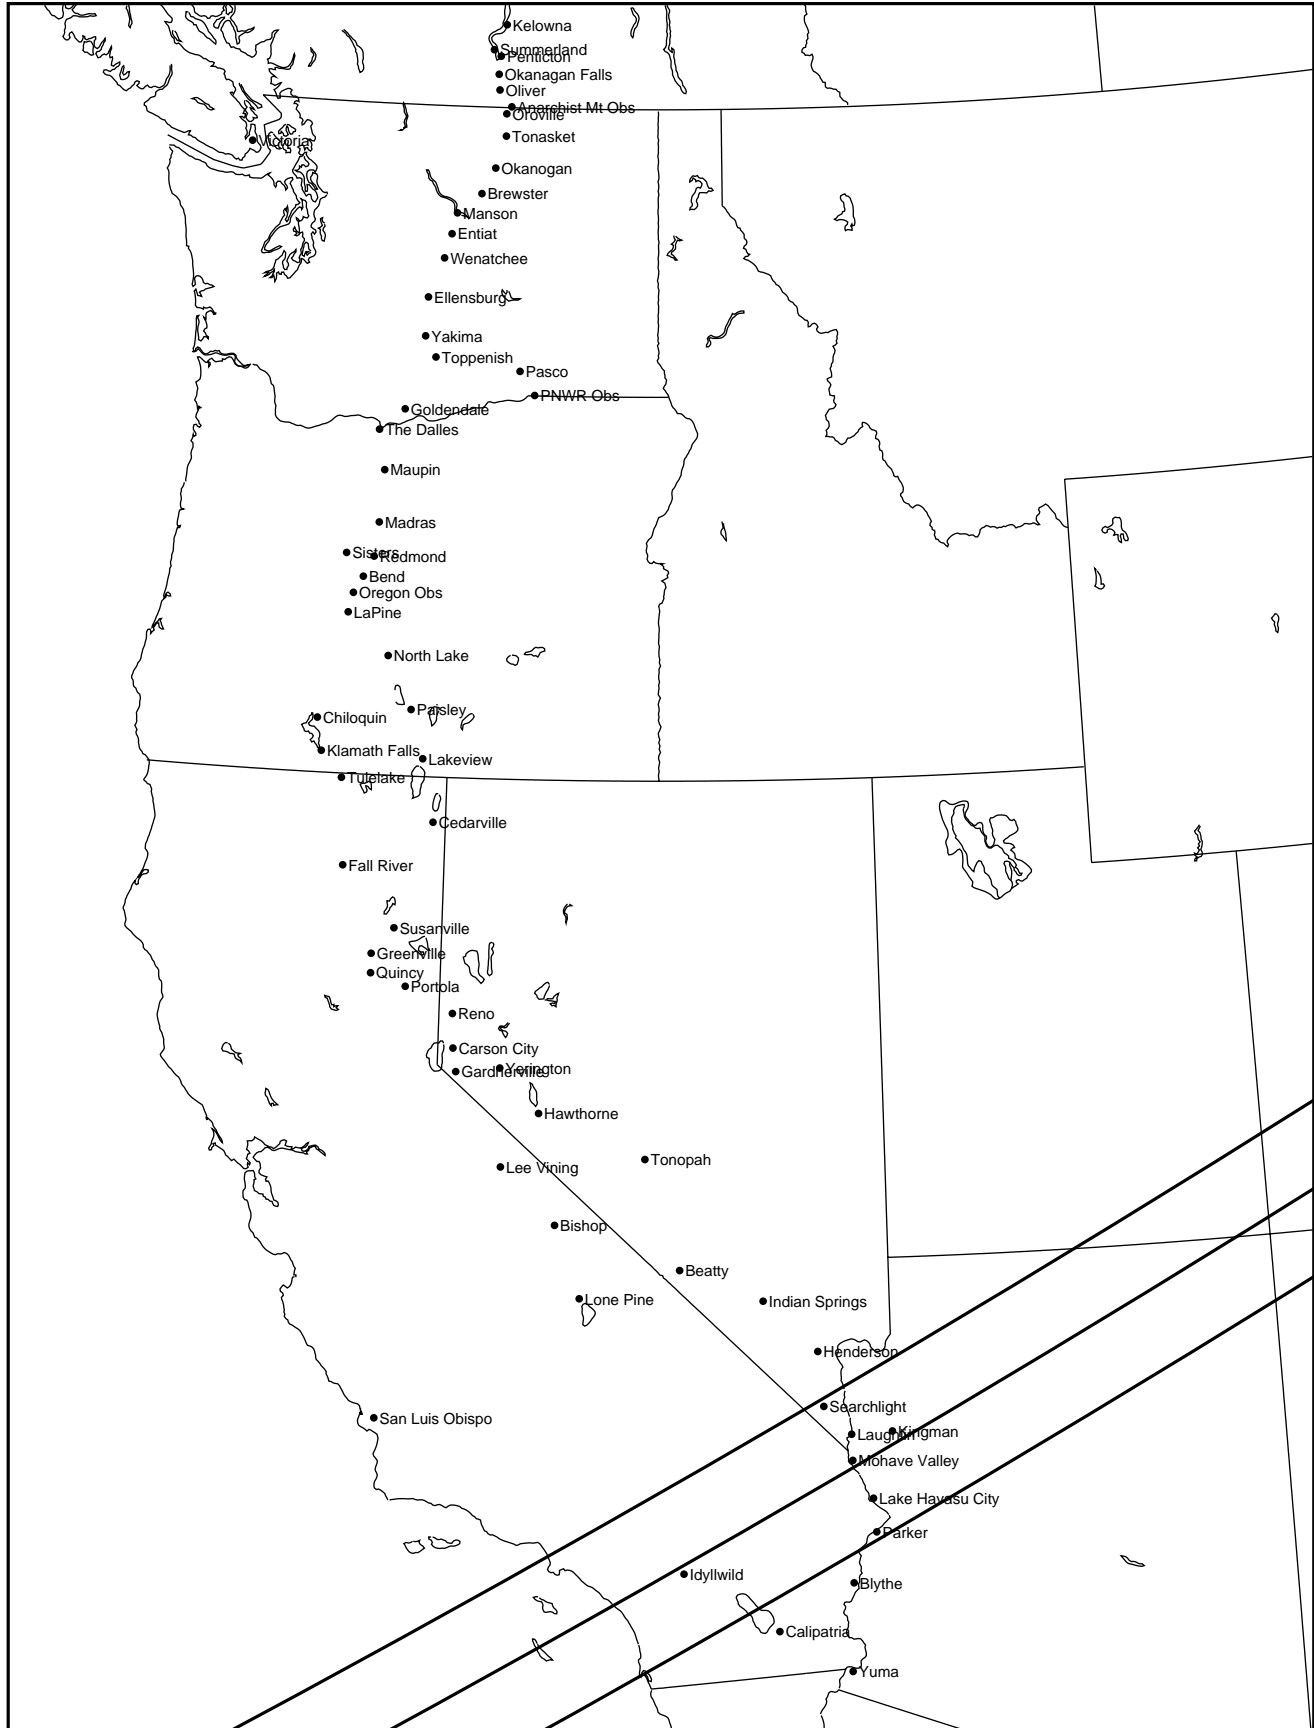 Kelowna
Summerland
Penticton
Okanagan Falls
Oliver
Anarchist Mt Obs
Oroville
Tonasket
Victoria
Okanogan
Brewster
Manson
Entiat
Wenatchee
Ellensburg
Yakima
Toppenish
Pasco
PNWR Obs
Goldendale
The Dalles
Maupin
Madras
Sisters
Redmond
Bend
Oregon Obs
LaPine
North Lake
Paisley
Chiloquin
Klamath Falls
Lakeview
Tulelake
Cedarville
Fall River
Susanville
Greenville
Quincy
Portola
Reno
Carson City
Yerington
Gardnerville
Hawthorne
Tonopah
Lee Vining
Bishop
Beatty
Lone Pine
Indian Springs
Henderson
Searchlight
San Luis Obispo
Kingman
Laughlin
Mohave Valley
Lake Havasu City
Parker
Idyllwild
Blythe
Calipatria
Yuma